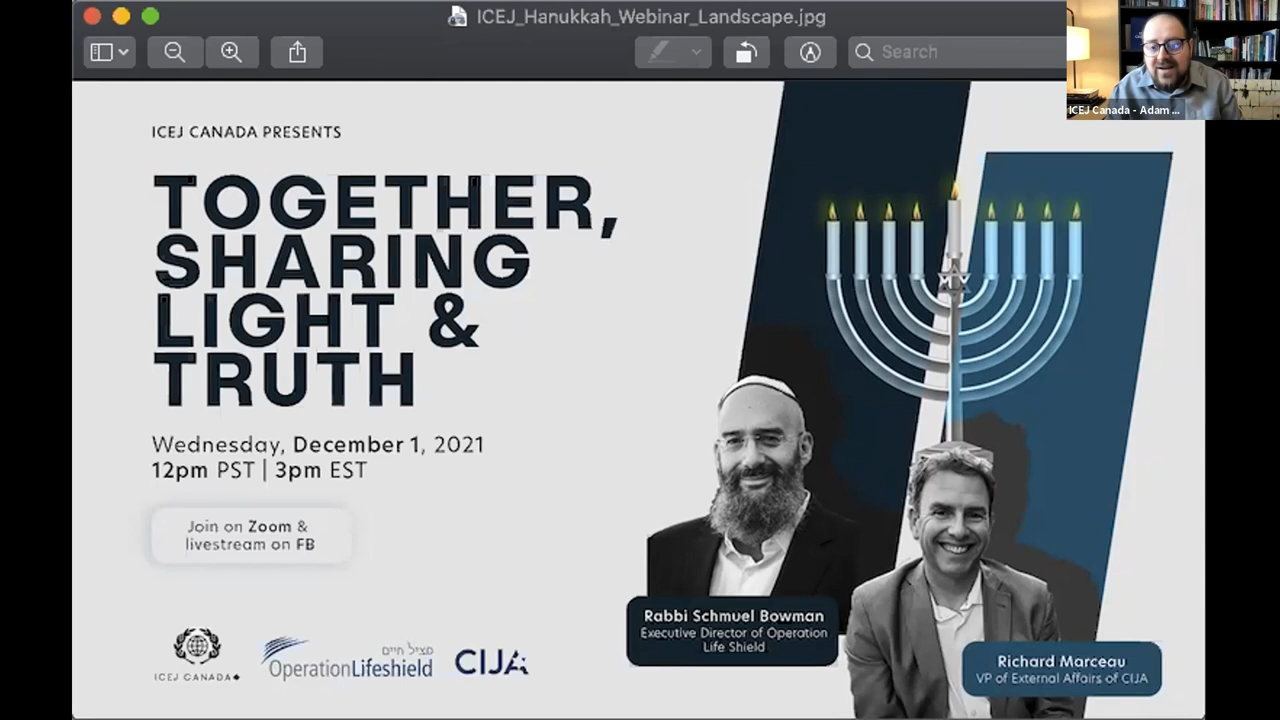 ICEJ_Hanukkah_Webinar_Landscape.jpg
Search
ICEJ Canada - Adam ...
ICEJ CANADA PRESENTS
TOGETHER,
SHARING
LIGHT &
TRUTH
Wednesday, December 1, 2021
12pm PST | 3pm EST
Join on Zoom &
livestream on FB
ICEJ CANADA
מציל חיים
OperationLifeshield
CIJA
Rabbi Schmuel Bowman
Executive Director of Operation
Life Shield
Richard Marceau
VP of External Affairs of CIJA